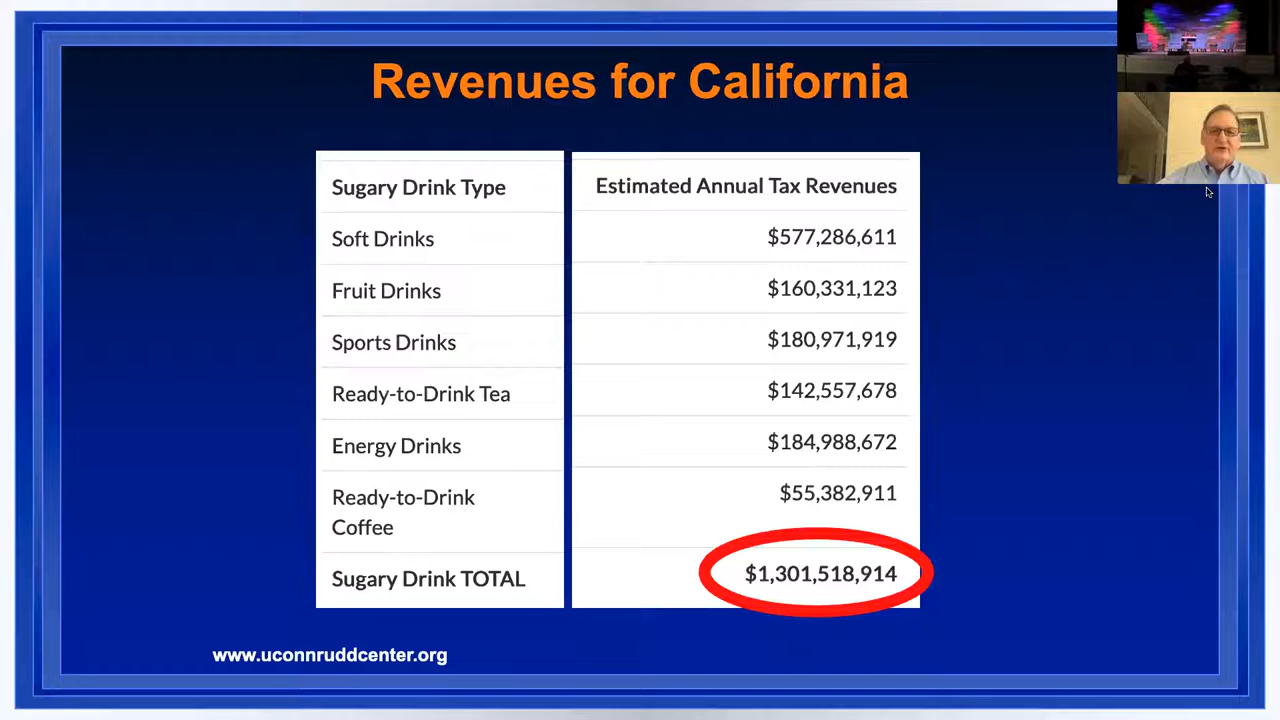 Revenues for California
Sugary Drink Type Estimated Annual Tax Revenues
Soft Drinks $577,286,611
Fruit Drinks $160,331,123
Sports Drinks $180,971,919
Ready-to-Drink Tea $142,557,678
Energy Drinks $184,988,672
Ready-to-Drink $55,382,911
Coffee
Sugary Drink TOTAL $1,301,518,914
www.uconnruddcenter.org